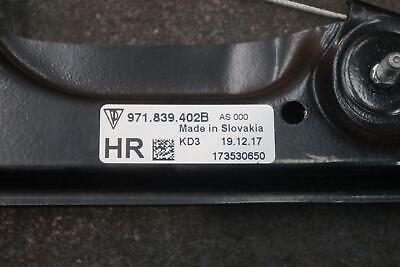 971.839.402B AS 000
Made in Slovakia
HR KD3 19.12.17
173530650